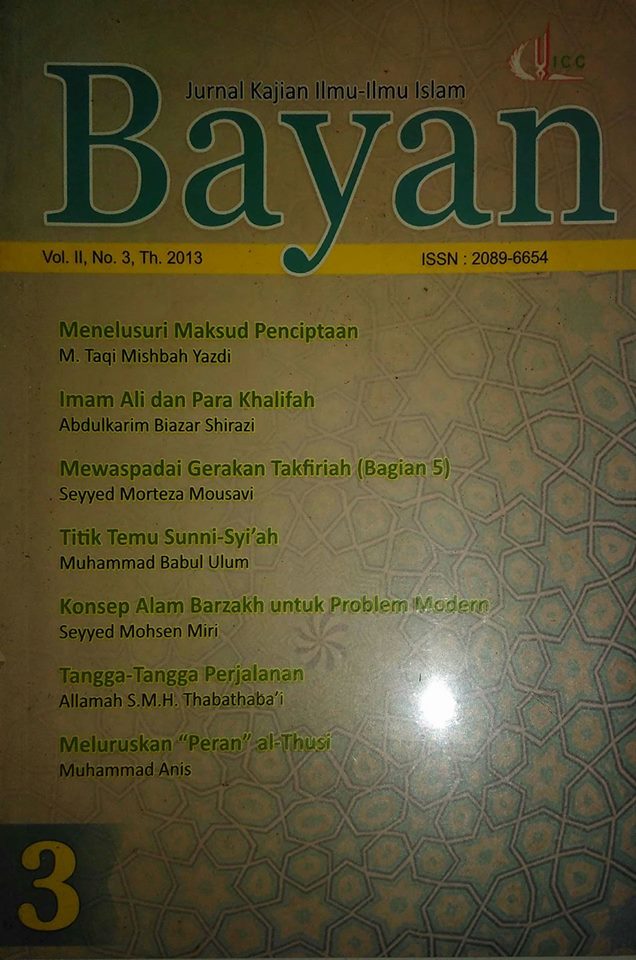 ICC
Jurnal Kajian Ilmu-Ilmu Islam
Bayan
Vol. II, No. 3, Th. 2013 ISSN : 2089-6654
Menelusuri Maksud Penciptaan
M. Taqi Mishbah Yazdi
Imam Ali dan Para Khalifah
Abdulkarim Biazar Shirazi
Mewaspadai Gerakan Takfiriah (Bagian 5)
Seyyed Morteza Mousavi
Titik Temu Sunni-Syi’ah
Muhammad Babul Ulum
Konsep Alam Barzakh untuk Problem Modern
Seyyed Mohsen Miri
Tangga-Tangga Perjalanan
Allamah S.M.H. Thabathaba’i
Meluruskan “Peran” al-Thusi
Muhammad Anis
3